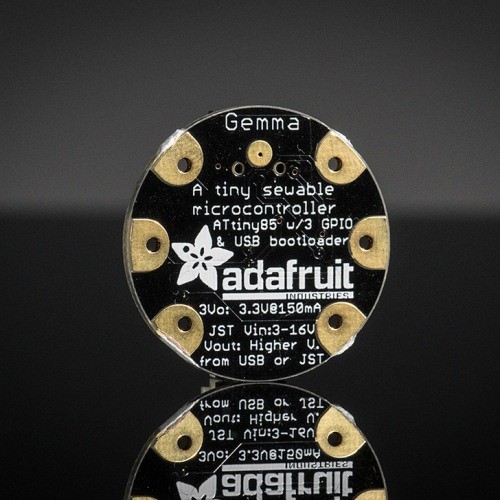 Gemma
A tiny sewable
microcontroller
ATtiny85 w/3 GPIO
& USB bootloader
adafruit
INDUSTRIES
3Vo: 3.3V@150mA
JST Vin:3-16V
Vout: Higher V.
from USB or JST